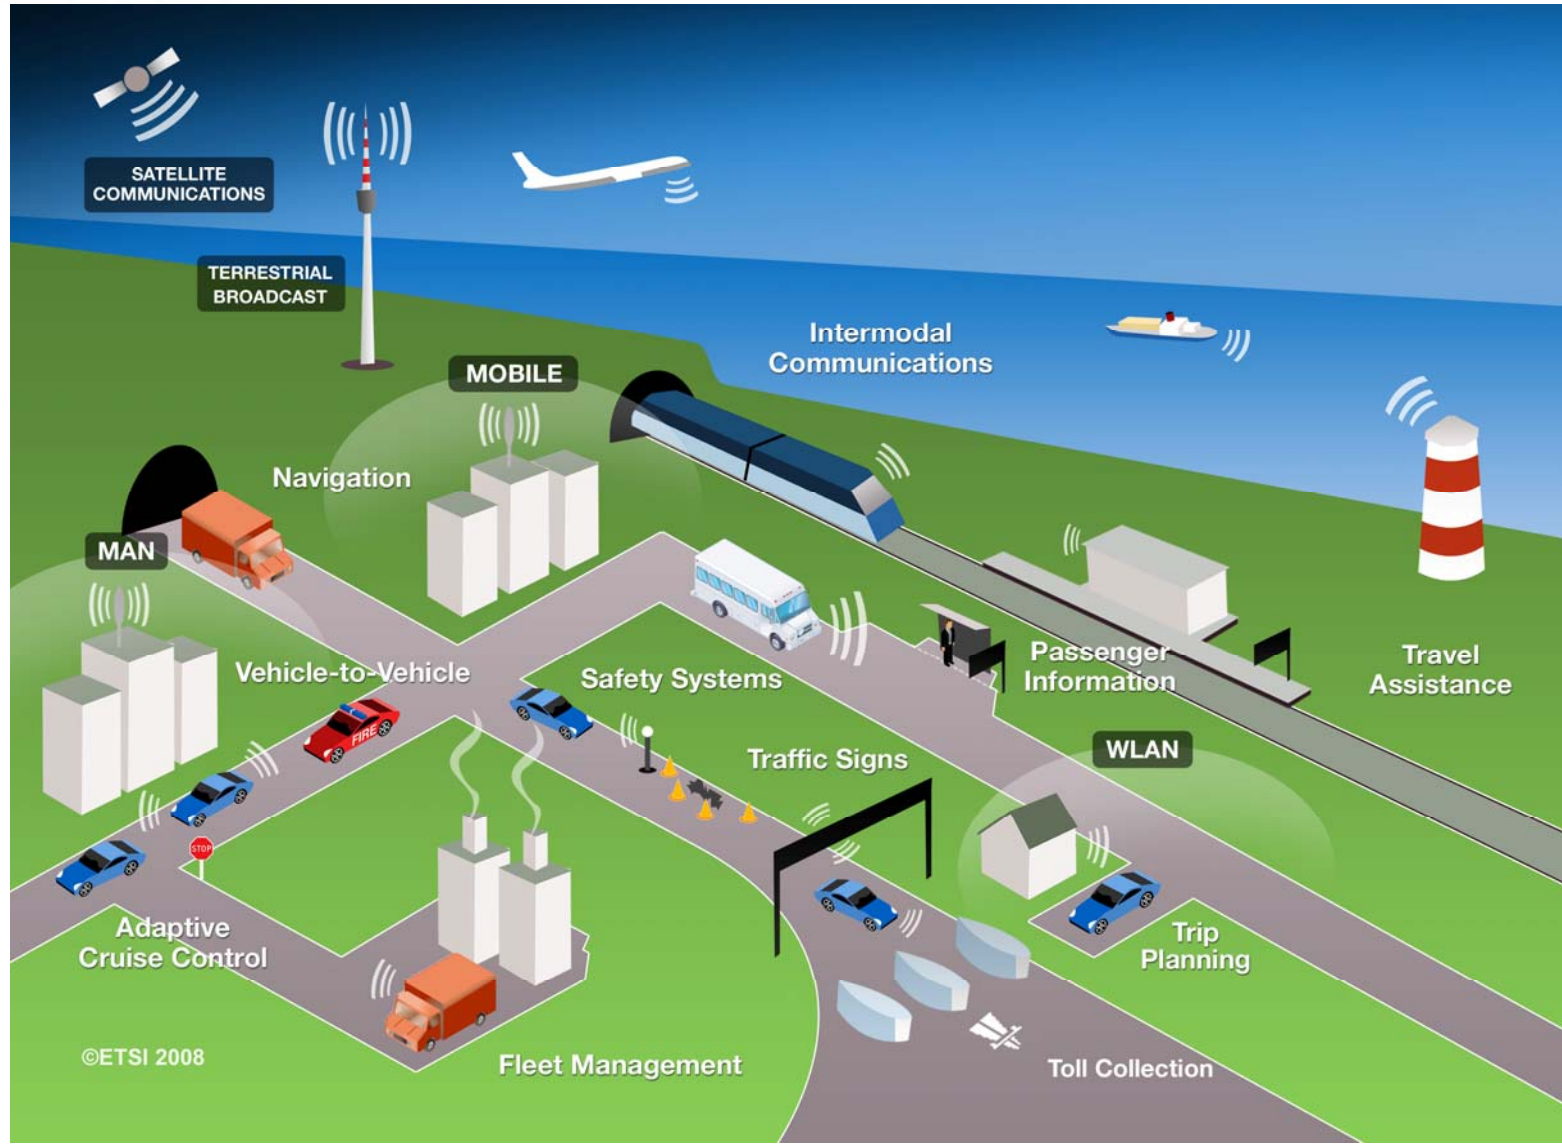 SATELLITE
COMMUNICATIONS
TERRESTRIAL
BROADCAST
Intermodal
Communications
MOBILE
Navigation
MAN
Vehicle-to-Vehicle
Safety Systems
Passenger
Information
Travel
Assistance
FIRE
Traffic Signs
WLAN
STOP
Adaptive
Cruise Control
Trip
Planning
©ETSI 2008
Fleet Management
Toll Collection